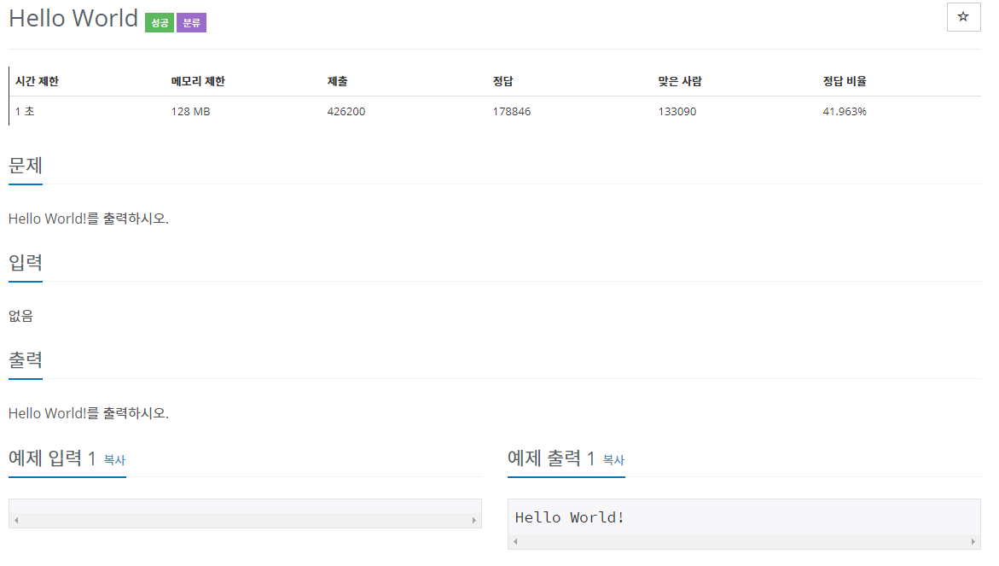 Hello World 성공 분류
☆
시간 제한 메모리 제한 제출 정답 맞은 사람 정답 비율
1 초 128 MB 426200 178846 133090 41.963%
문제
Hello World!를 출력하시오.
입력
없음
출력
Hello World!를 출력하시오.
예제 입력 1 복사
예제 출력 1 복사
Hello World!